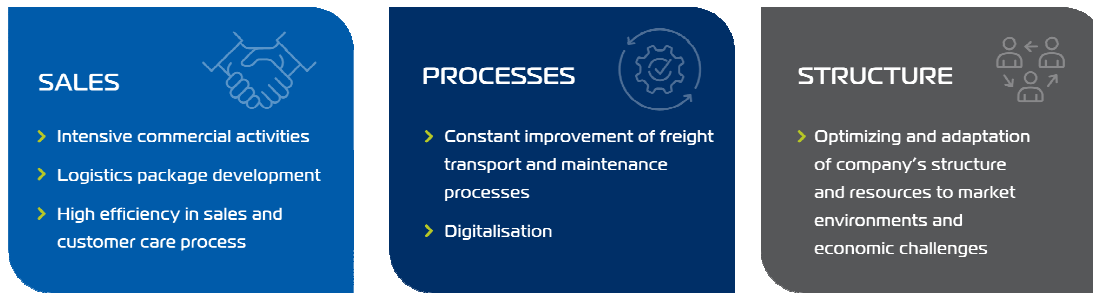 SALES
Intensive commercial activities
Logistics package development
High efficiency in sales and
customer care process
PROCESSES
Constant improvement of freight
transport and maintenance
processes
Digitalisation
STRUCTURE
Optimizing and adaptation
of company's structure
and resources to market
environments and
economic challenges